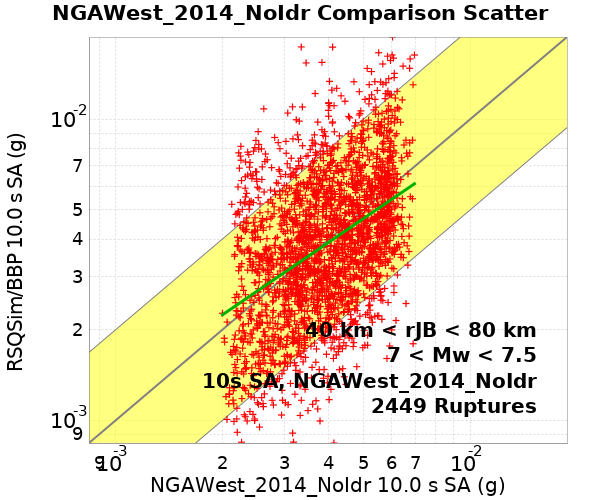 NGAWest_2014_NoIdr Comparison Scatter
RSQSim/BBP 10.0 s SA (g)
10-2
7
5
4
3
2
10-3
9
40 km < rJB < 80 km
7 < Mw < 7.5
10s SA, NGAWest_2014_NoIdr
2449 Ruptures
9 10-3 2 3 4 5 6 7 10-2
NGAWest_2014_NoIdr 10.0 s SA (g)